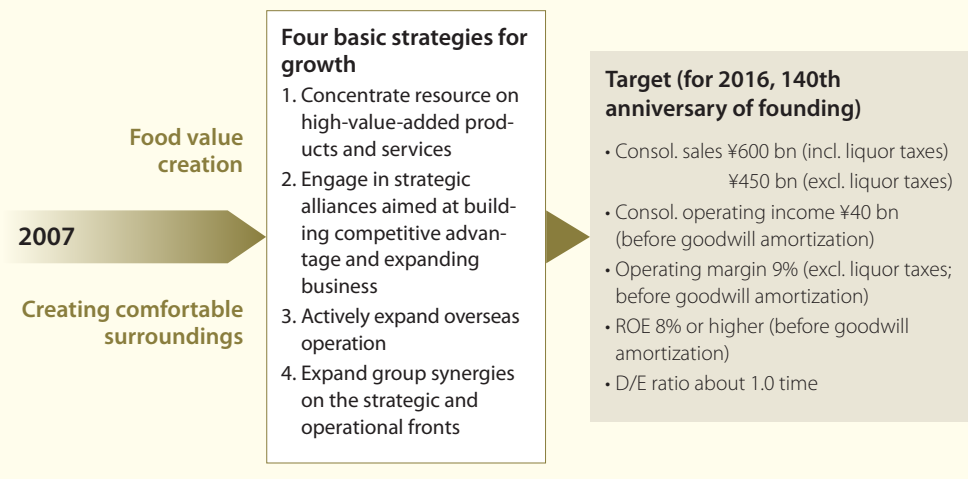 Food value
creation
2007
Creating comfortable
surroundings
Four basic strategies for
growth
1. Concentrate resource on
high-value-added prod-
ucts and services
2. Engage in strategic
alliances aimed at build-
ing competitive advan-
tage and expanding
business
3. Actively expand overseas
operation
4. Expand group synergies
on the strategic and
operational fronts
Target (for 2016, 140th
anniversary of founding)
• Consol. sales ¥600 bn (incl. liquor taxes)
¥450 bn (excl. liquor taxes)
• Consol. operating income ¥40 bn
(before goodwill amortization)
• Operating margin 9% (excl. liquor taxes;
before goodwill amortization)
• ROE 8% or higher (before goodwill
amortization)
• D/E ratio about 1.0 time